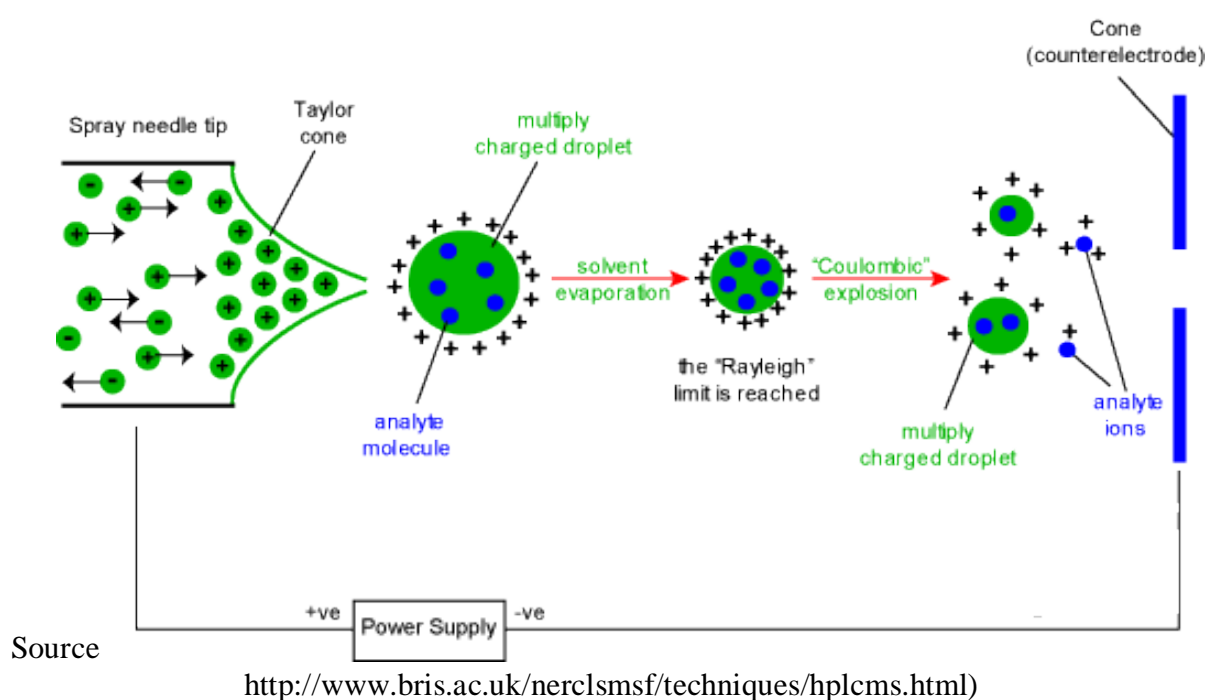 Cone
(counterelectrode)
Spray needle tip
Taylor
cone
multiply
charged droplet
solvent
evaporation
"Coulombic"
explosion
the "Rayleigh"
limit is reached
analyte
molecule
multiply
charged droplet
analyte
ions
+ve
Power Supply
-ve
Source
http://www.bris.ac.uk/nerclsmsf/techniques/hplcms.html)